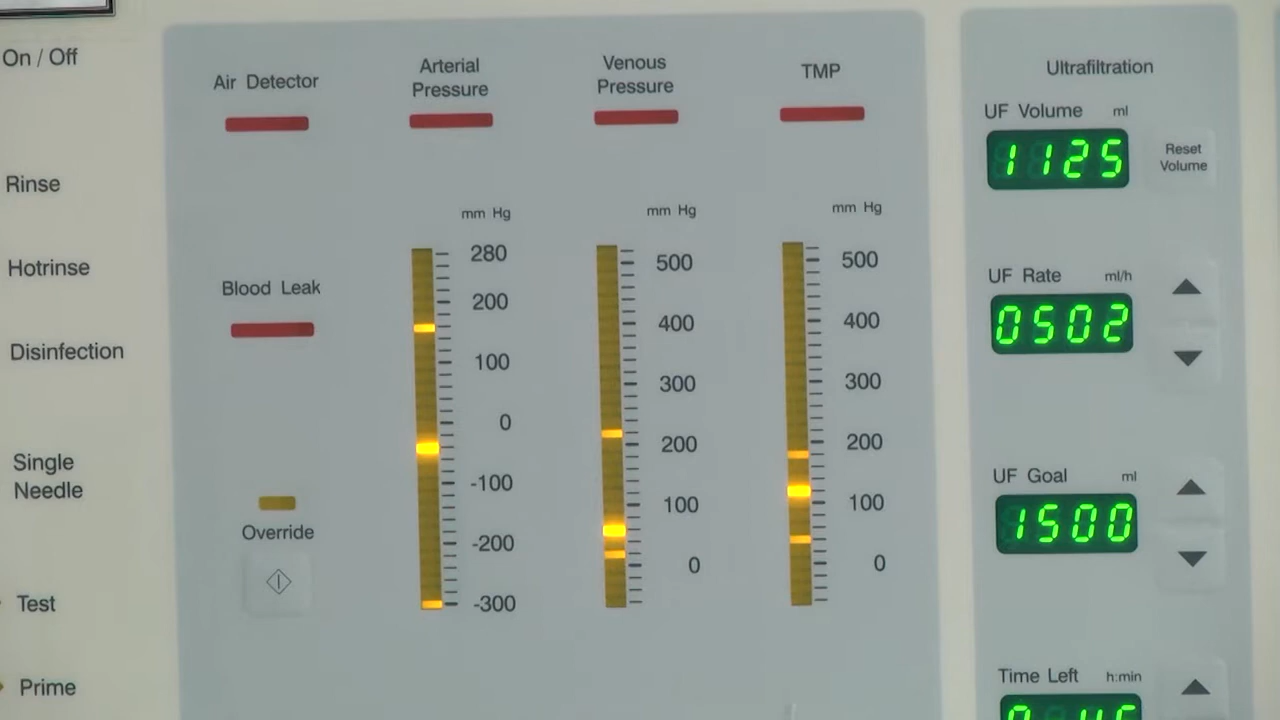 On / Off
Rinse
Hotrinse
Disinfection
Single
Needle
Test
Prime
Air Detector
Blood Leak
Override
Arterial
Pressure
mm Hg
280
200
100
0
-100
-200
-300
Venous
Pressure
mm Hg
500
400
300
200
100
0
TMP
mm Hg
500
400
300
200
100
0
Ultrafiltration
UF Volume ml
1125
Reset
Volume
UF Rate ml/h
0502
UF Goal ml
1500
Time Left h:min